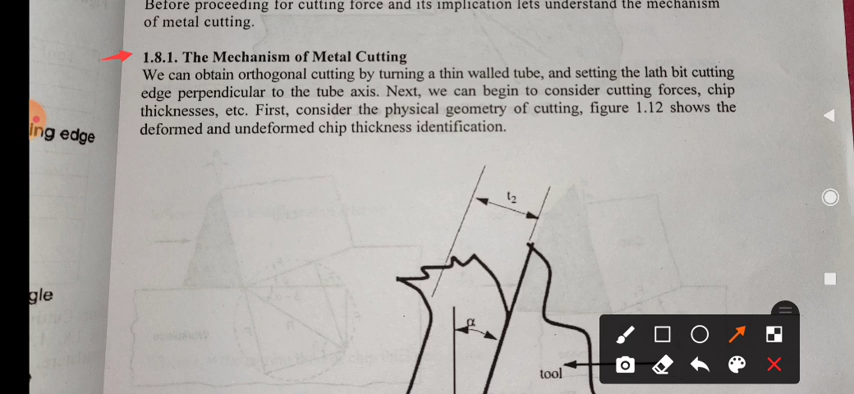 Before proceeding for cutting force and its implication lets understand the mechanism
of metal cutting.
1.8.1. The Mechanism of Metal Cutting
We can obtain orthogonal cutting by turning a thin walled tube, and setting the lath bit cutting
edge perpendicular to the tube axis. Next, we can begin to consider cutting forces, chip
thicknesses, etc. First, consider the physical geometry of cutting, figure 1.12 shows the
deformed and undeformed chip thickness identification.
ing edge
t2
gle
α
tool